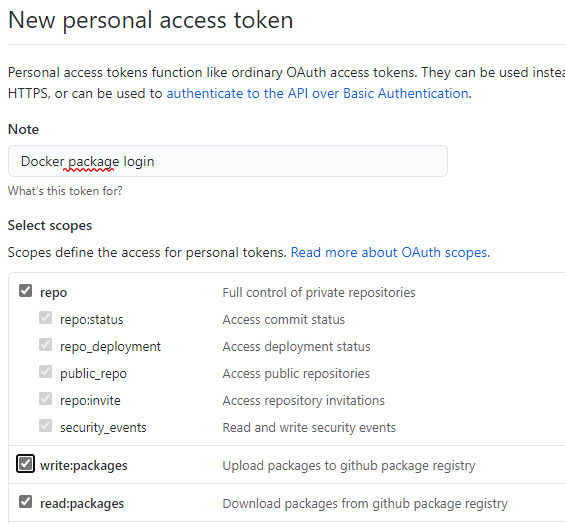 New personal access token
Personal access tokens function like ordinary OAuth access tokens. They can be used
HTTPS, or can be used to authenticate to the API over Basic Authentication.
Note
Docker package login
What's this token for?
Select scopes
Scopes define the access for personal tokens. Read more about OAuth scopes.
repo Full control of private repositories
repo:status Access commit status
repo_deployment Access deployment status
public_repo Access public repositories
repo:invite Access repository invitations
security_events Read and write security events
write:packages Upload packages to github package registry
read:packages Download packages from github package registry